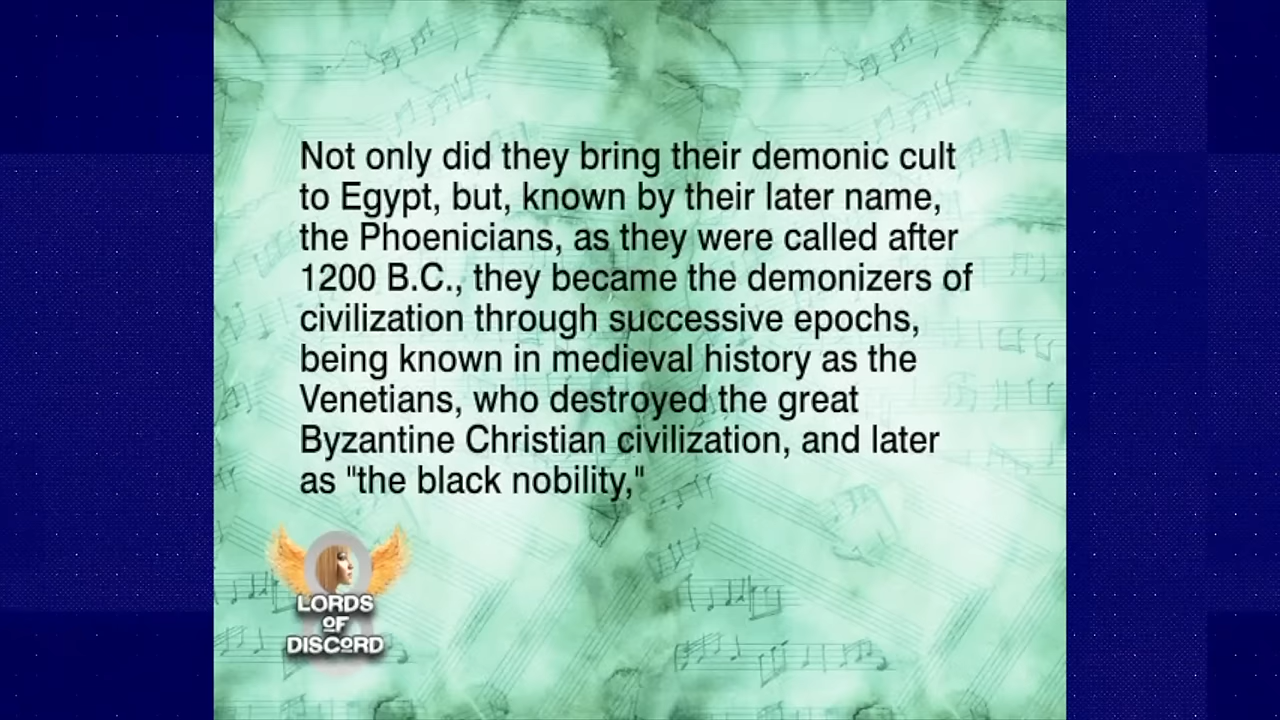 Not only did they bring their demonic cult
to Egypt, but, known by their later name,
the Phoenicians, as they were called after
1200 B.C., they became the demonizers of
civilization through successive epochs,
being known in medieval history as the
Venetians, who destroyed the great
Byzantine Christian civilization, and later
as "the black nobility,"
LORDS
OF
DISCORD